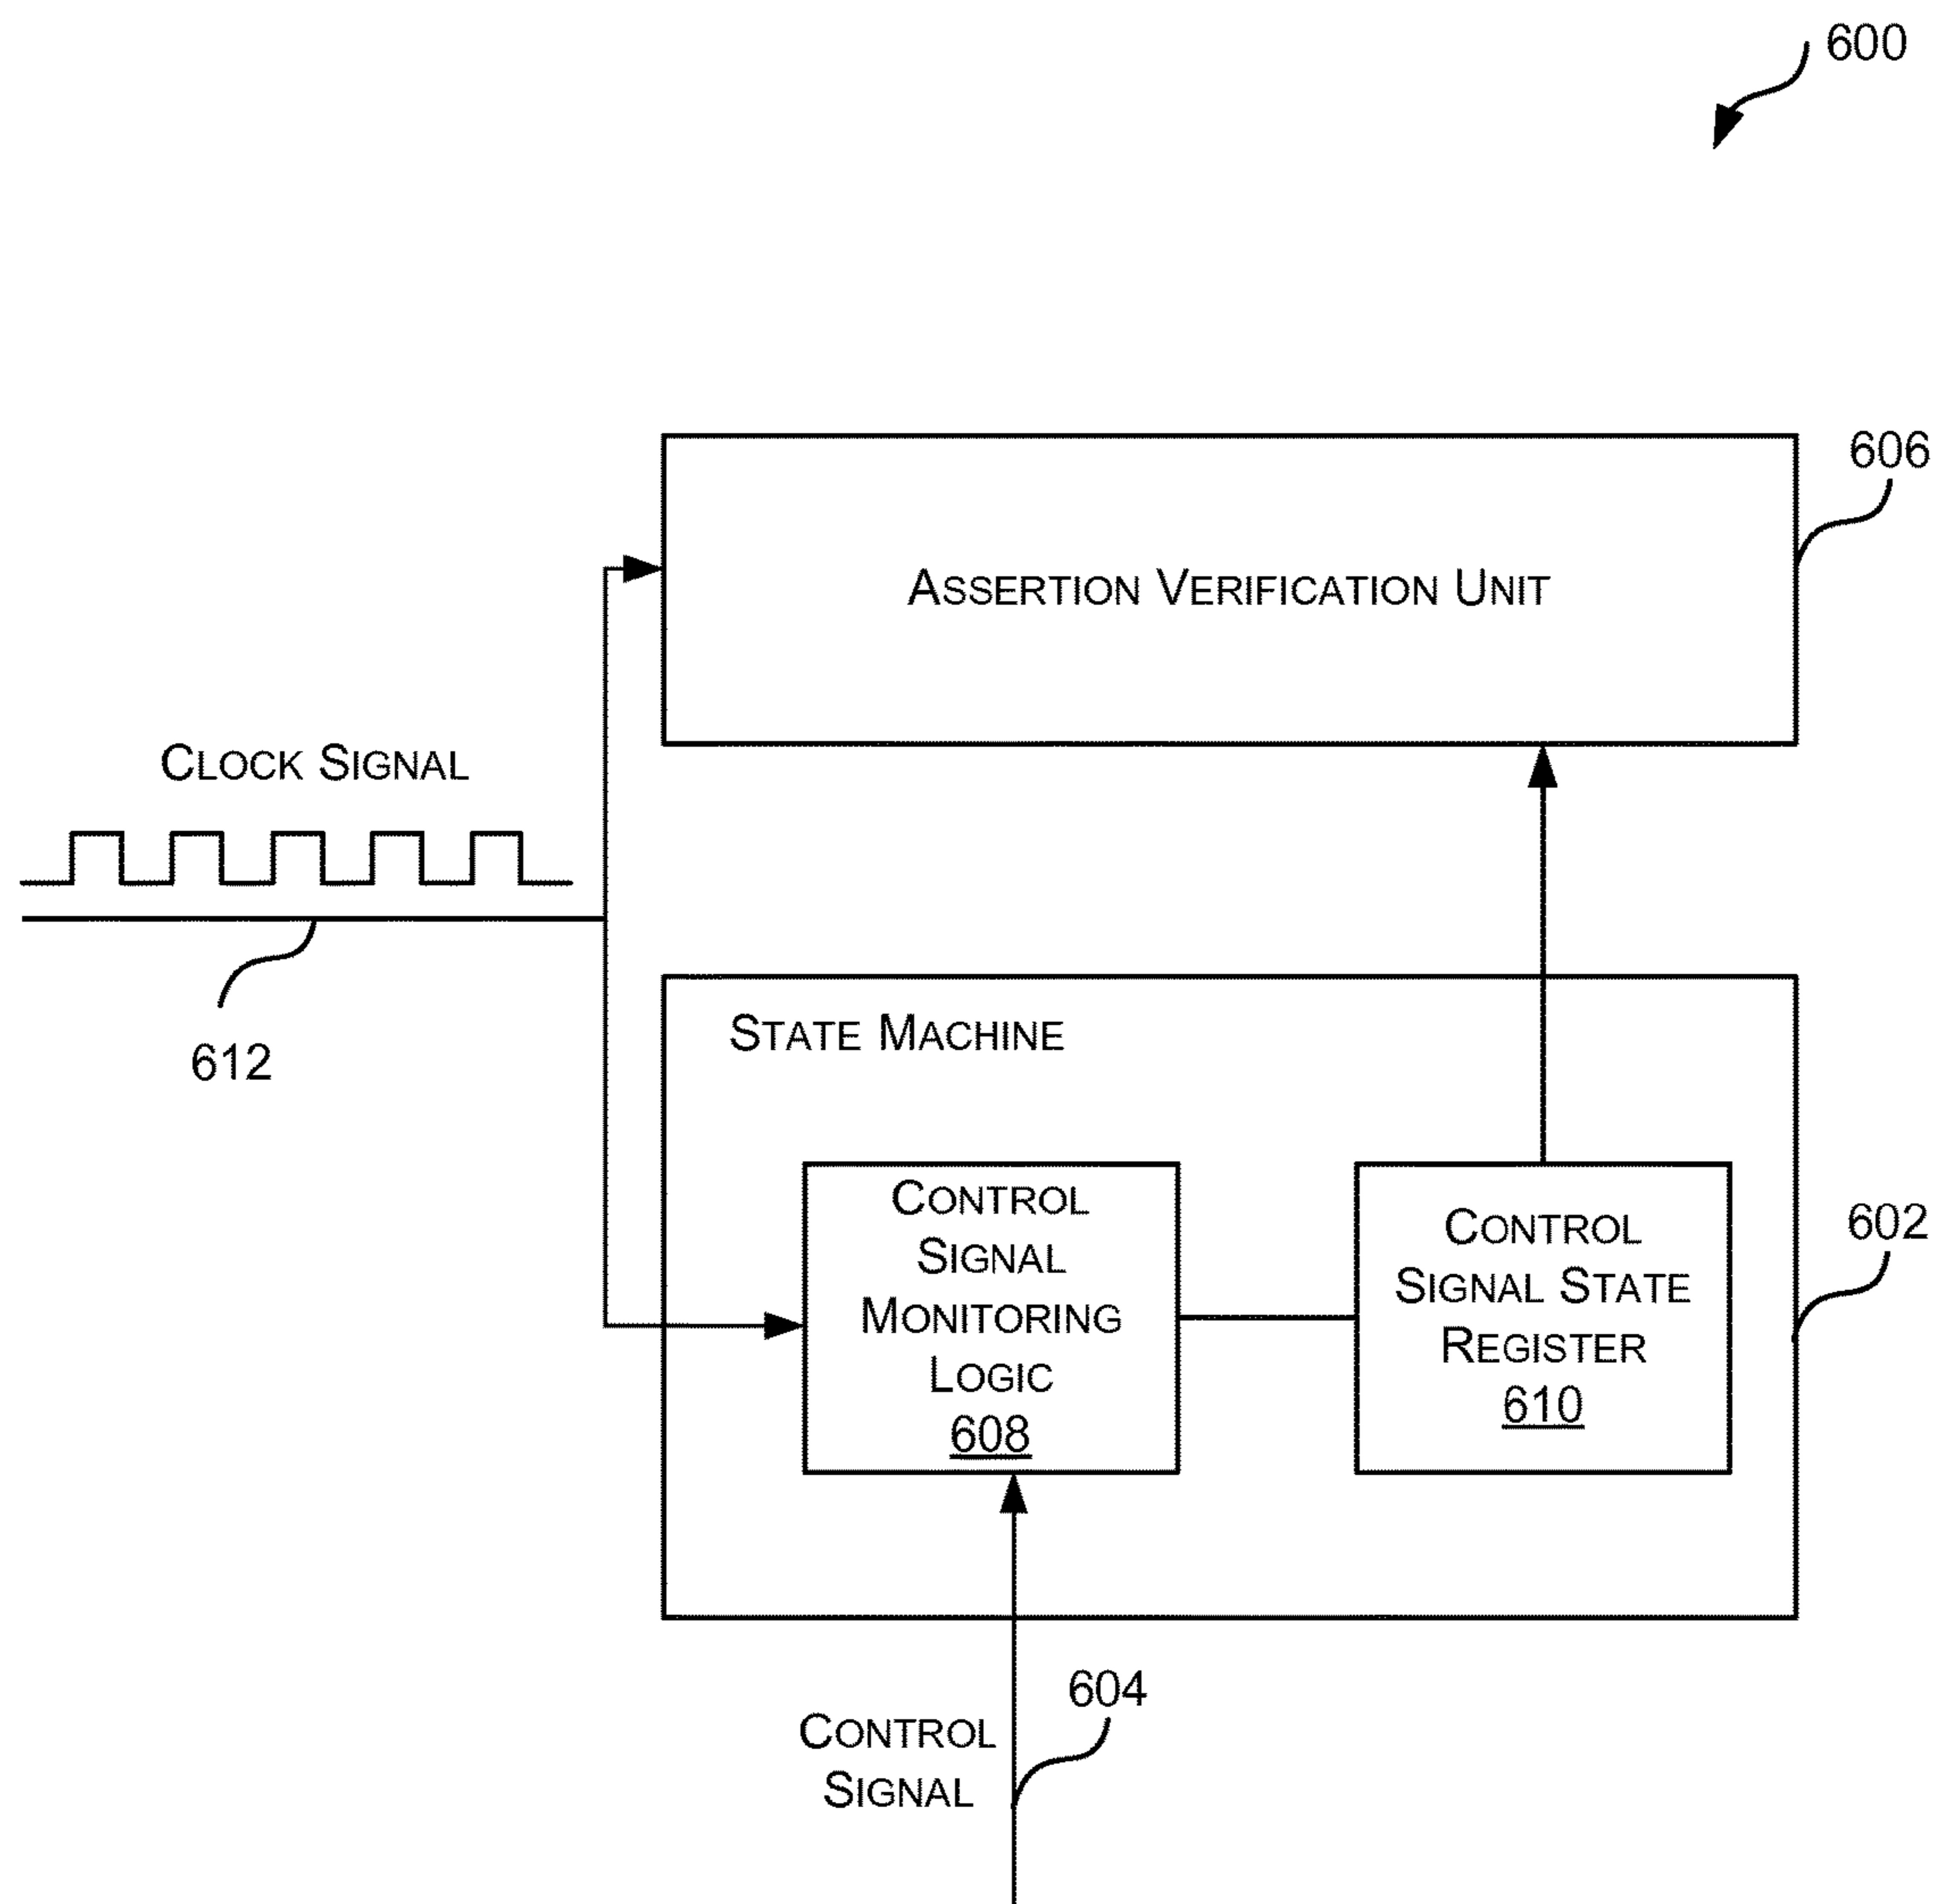 600
606
ASSERTION VERIFICATION UNIT
CLOCK SIGNAL
612
STATE MACHINE
CONTROL
SIGNAL
MONITORING
LOGIC
608
CONTROL
SIGNAL STATE
REGISTER
610
602
604
CONTROL
SIGNAL